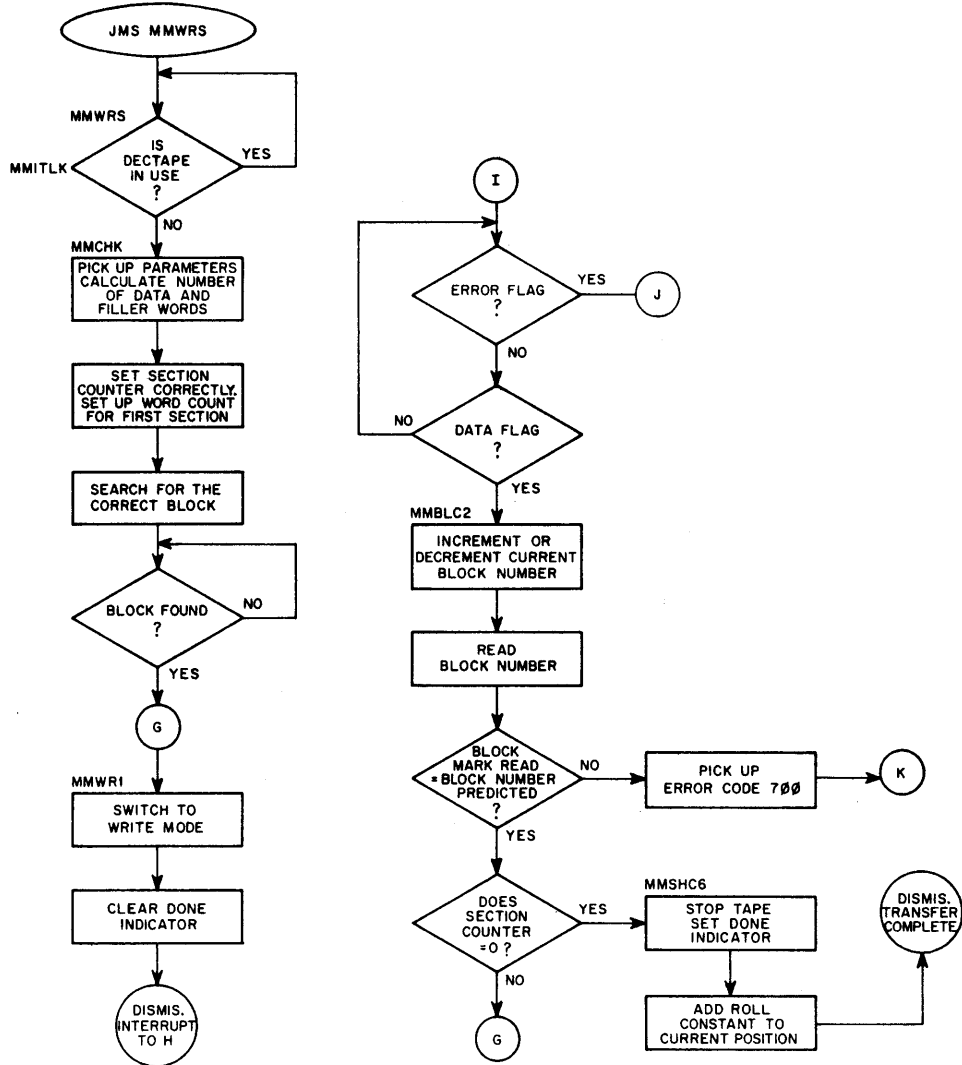 JMS MMWRS
MMWRS
MMITLK
IS
DECTAPE
IN USE
?
YES
NO
MMCHK
PICK UP PARAMETERS
CALCULATE NUMBER
OF DATA AND
FILLER WORDS
SET SECTION
COUNTER CORRECTLY.
SET UP WORD COUNT
FOR FIRST SECTION
SEARCH FOR THE
CORRECT BLOCK
BLOCK FOUND
?
NO
YES
G
MMWR1
SWITCH TO
WRITE MODE
CLEAR DONE
INDICATOR
DISMIS.
INTERRUPT
TO H
I
ERROR FLAG
?
YES
J
NO
DATA FLAG
?
NO
YES
MMBLC2
INCREMENT OR
DECREMENT CURRENT
BLOCK NUMBER
READ
BLOCK NUMBER
BLOCK
MARK READ
=BLOCK NUMBER
PREDICTED
?
NO
PICK UP
ERROR CODE 7ØØ
K
YES
DOES
SECTION
COUNTER
=0 ?
YES
MMSHC6
STOP TAPE
SET DONE
INDICATOR
ADD ROLL
CONSTANT TO
CURRENT POSITION
DISMIS.
TRANSFER
COMPLETE
NO
G